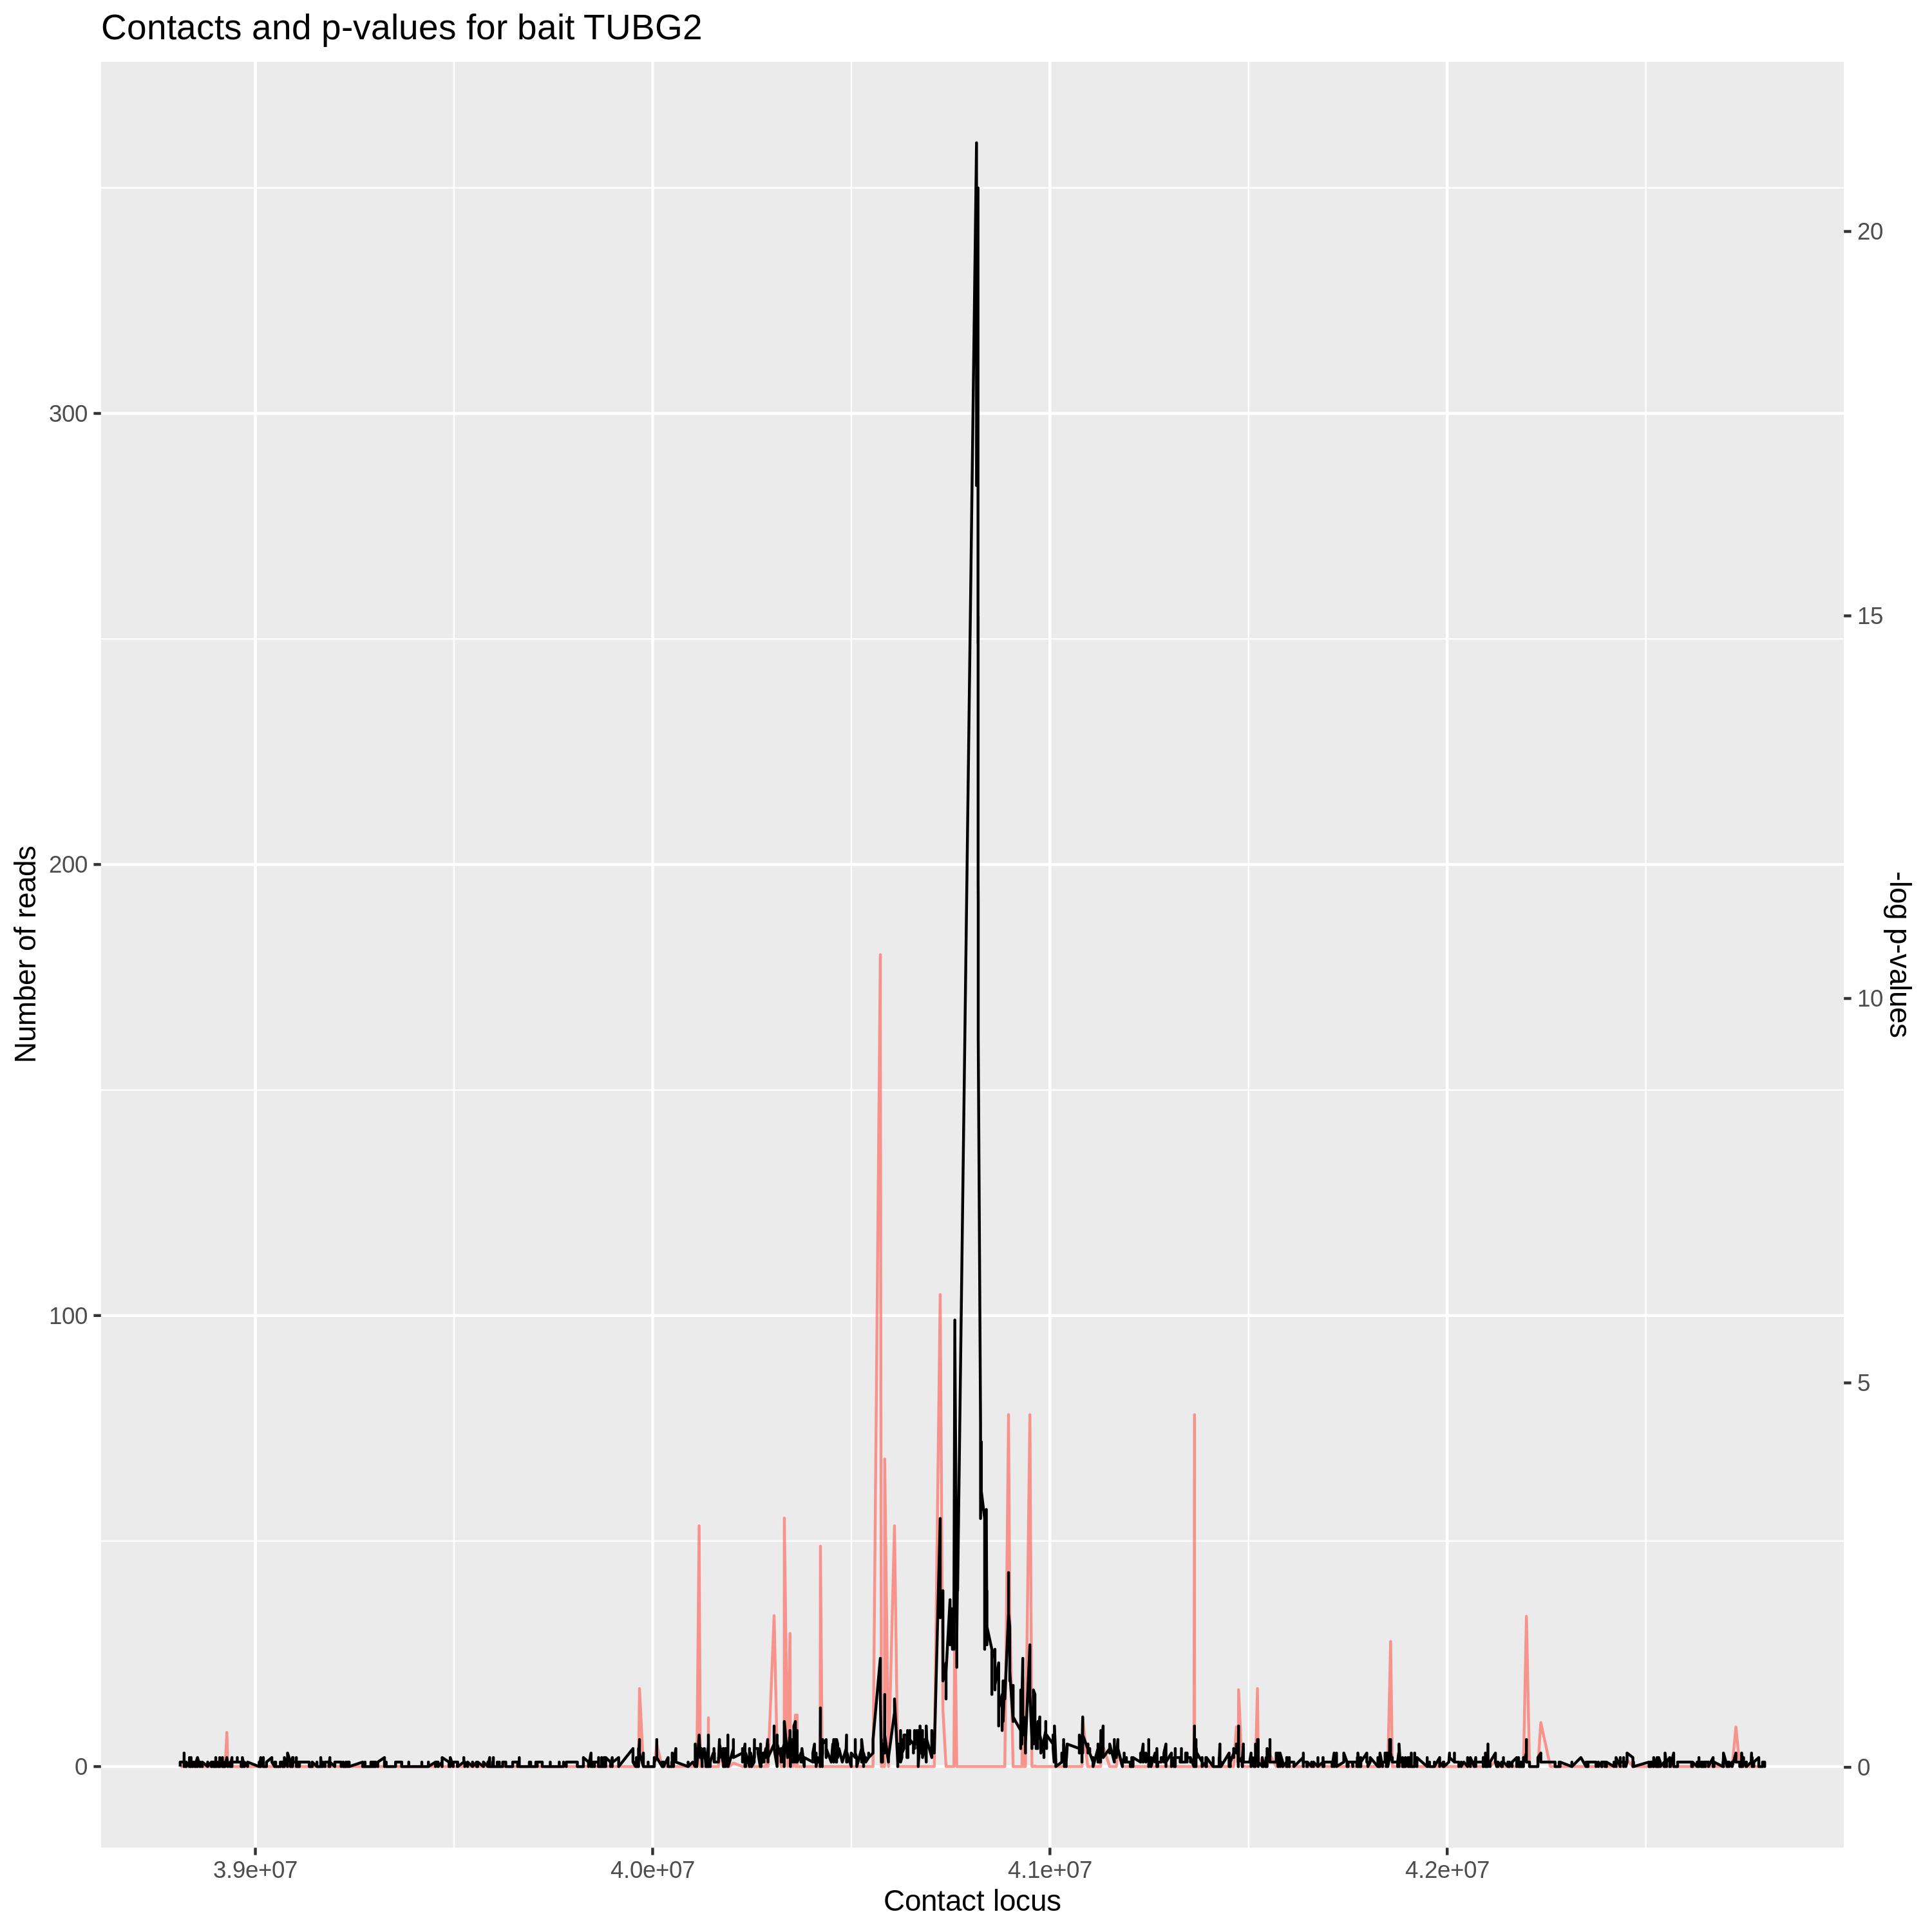 Contacts and p-values for bait TUBG2
Number of reads
300
200
100
0
20
15
10
5
0
-log p-values
3.9e+07
4.0e+07
4.1e+07
4.2e+07
Contact locus